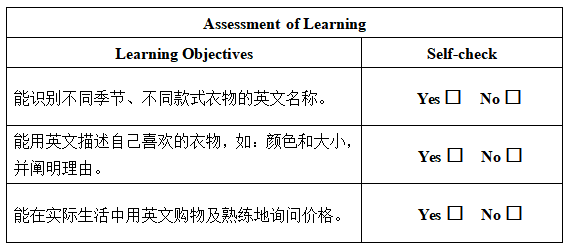 Assessment of Learning
Learning Objectives Self-check
能识别不同季节、不同款式衣物的英文名称。 Yes □ No □
能用英文描述自己喜欢的衣物，如：颜色和大小，
并阐明理由。 Yes □ No □
能在实际生活中用英文购物及熟练地询问价格。 Yes □ No □